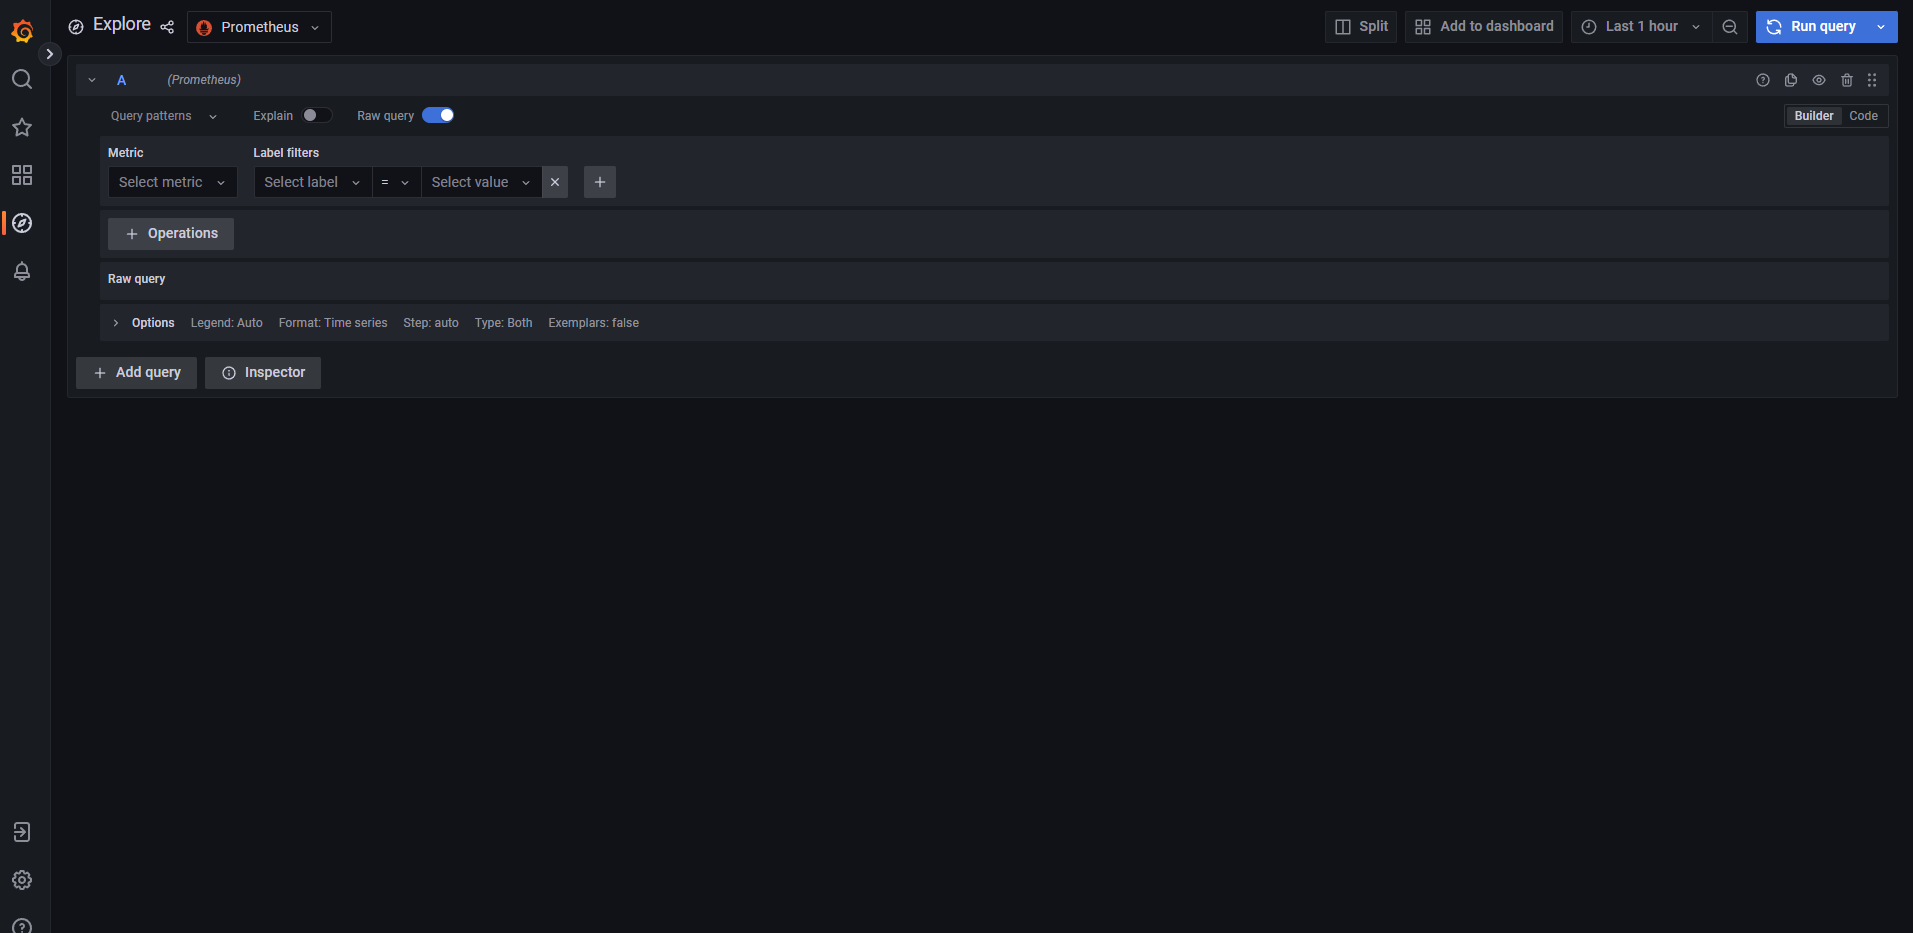 Explore Prometheus Split Add to dashboard Last 1 hour Run query
A (Prometheus)
Query patterns Explain Raw query Builder Code
Metric Label filters
Select metric Select label = Select value
Operations
Raw query
Options Legend: Auto Format: Time series Step: auto Type: Both Exemplars: false
Add query Inspector